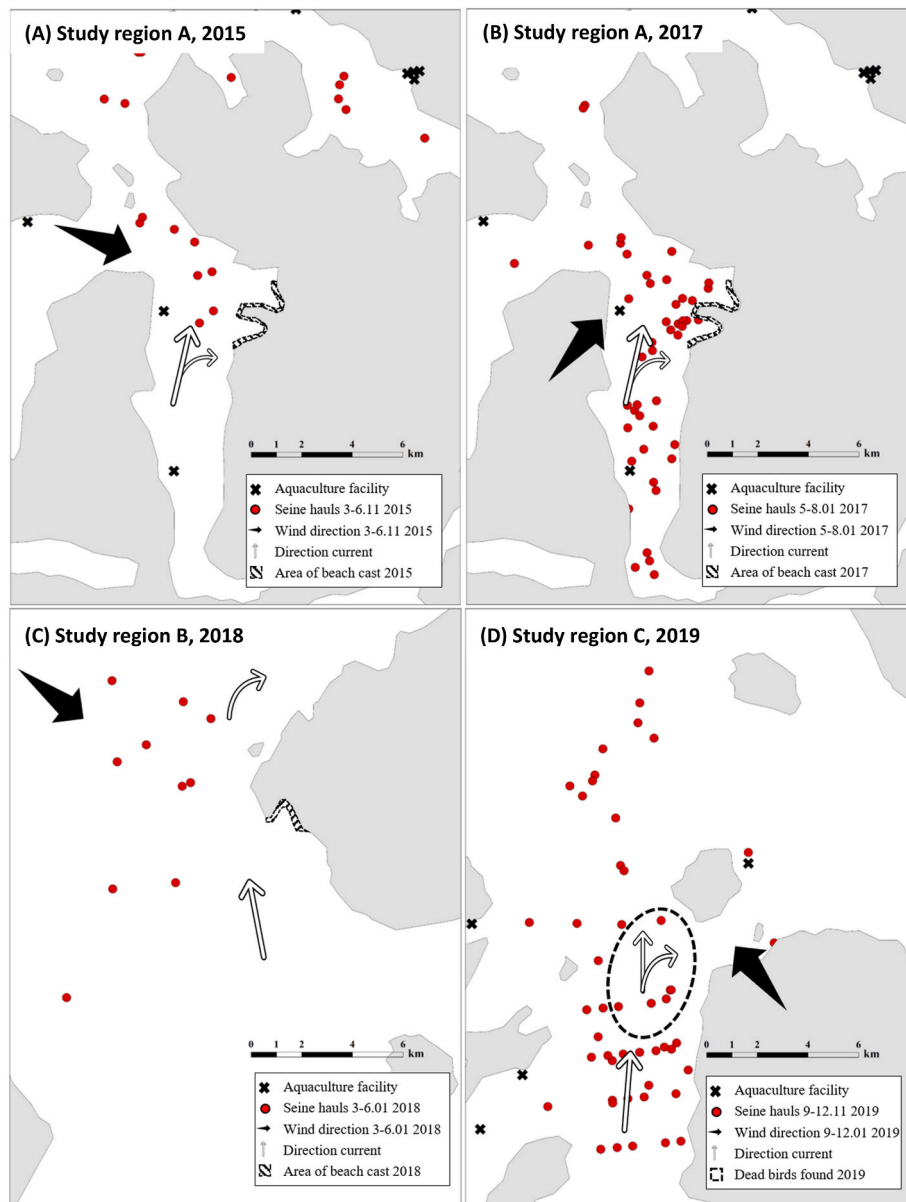 (A) Study region A, 2015
0 2 4 6
km
Aquaculture facility
Seine hauls 3-6.11 2015
Wind direction 3-6.11 2015
Direction current
Area of beach cast 2015
(B) Study region A, 2017
0 2 4 6
km
Aquaculture facility
Seine hauls 5-8.01 2017
Wind direction 5-8.01 2017
Direction current
Area of beach cast 2017
(C) Study region B, 2018
0 2 4 6
km
Aquaculture facility
Seine hauls 3-6.01 2018
Wind direction 3-6.01 2018
Direction current
Area of beach cast 2018
(D) Study region C, 2019
0 2 4 6
km
Aquaculture facility
Seine hauls 9-12.11 2019
Wind direction 9-12.01 2019
Direction current
Dead birds found 2019